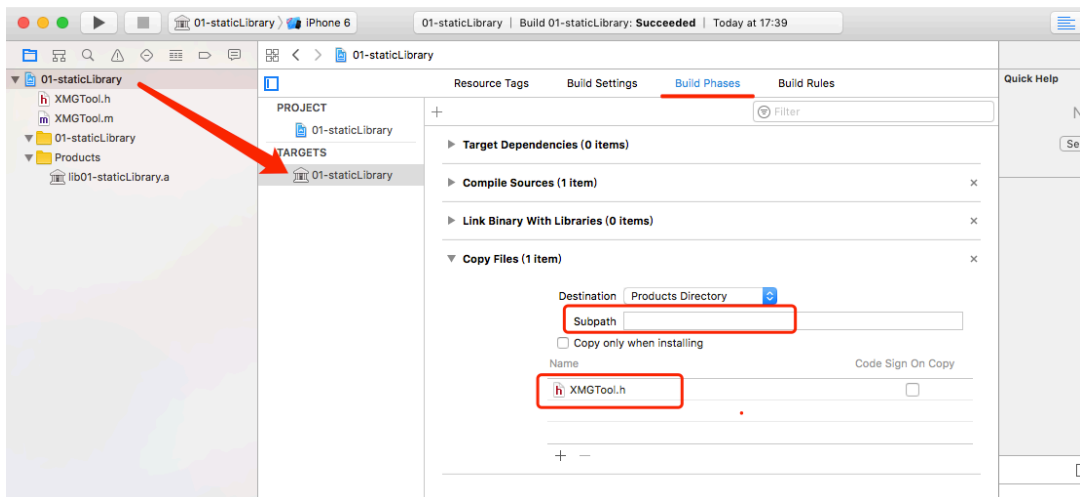 01-staticLibrary iPhone 6 01-staticLibrary | Build 01-staticLibrary: Succeeded | Today at 17:39
01-staticLibrary
01-staticLibrary
XMGTool.h
XMGTool.m
01-staticLibrary
Products
lib01-staticLibrary.a
PROJECT
01-staticLibrary
TARGETS
01-staticLibrary
Resource Tags Build Settings Build Phases Build Rules
Filter
Target Dependencies (0 items)
Compile Sources (1 item)
Link Binary With Libraries (0 items)
Copy Files (1 item)
Destination Products Directory
Subpath
Copy only when installing
Name Code Sign On Copy
XMGTool.h
Quick Help